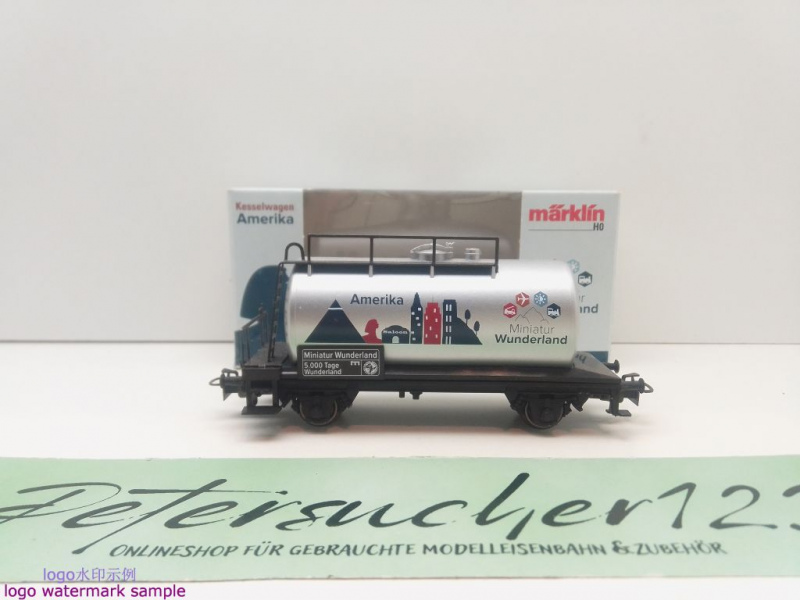 Kesselwagen
Amerika
märklin
H0
Amerika
Miniatur
Wunderland
Miniatur Wunderland
5.000 Tage
Wunderland
Petersucher123
ONLINESHOP FÜR GEBRAUCHTE MODELLEISENBAHN & ZUBEHÖR
logo水印示例
logo watermark sample